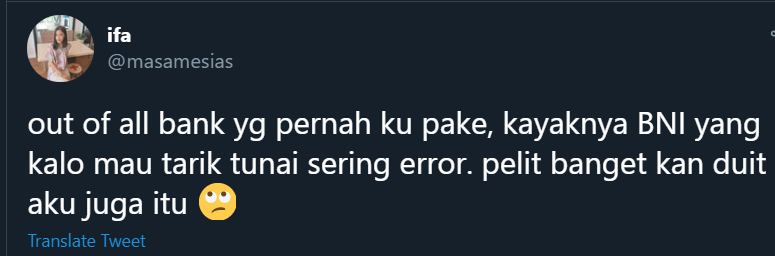 ifa
@masamesias
out of all bank yg pernah ku pake, kayaknya BNI yang
kalo mau tarik tunai sering error. pelit banget kan duit
aku juga itu 🙄
Translate Tweet